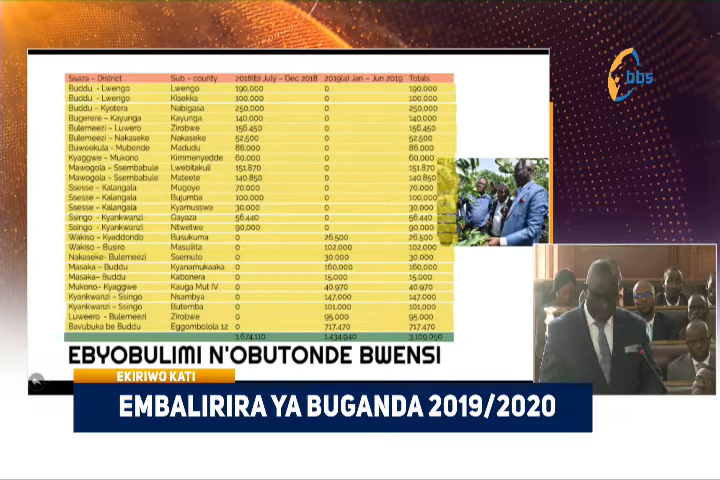 bbs
Ssaza – District Sub – county 2018(b) July – Dec 2018 2019(a) Jan – Jun 2019 Totals
Buddu - Lwengo Lwengo 190,000 0 190,000
Buddu - Lwengo Kisekka 100,000 0 100,000
Buddu – Kyotera Nabigasa 250,000 0 250,000
Bugerere – Kayunga Kayunga 140,000 0 140,000
Bulemeezi – Luwero Zirobwe 156,450 0 156,450
Bulemeezi – Nakaseke Nakaseke 52,500 0 52,500
Buweekula – Mubende Madudu 86,000 0 86,000
Kyaggwe – Mukono Kimmenyedde 60,000 0 60,000
Mawogola – Ssembabule Lwebitakuli 151,870 0 151,870
Mawogola – Ssembabule Mateete 140,850 0 140,850
Ssesse – Kalangala Mugoye 70,000 0 70,000
Ssesse – Kalangala Bujumba 100,000 0 100,000
Ssesse – Kalangala Kyamusswa 30,000 0 30,000
Ssingo – Kyankwanzi Gayaza 56,440 0 56,440
Ssingo - Kyankwanzi Ntwetwe 90,000 0 90,000
Wakiso – Kyaddondo Busukuma 0 26,500 26,500
Wakiso – Busiro Masuliita 0 102,000 102,000
Nakaseke- Bulemeezi Ssemuto 0 30,000 30,000
Masaka – Buddu Kyanamukaaka 0 160,000 160,000
Masaka– Buddu Kabonera 0 15,000 15,000
Mukono- Kyaggwe Kauga Mut IV 0 40,970 40,970
Kyankwanzi – Ssingo Nsambya 0 147,000 147,000
Kyankwanzi – Ssingo Butemba 0 101,000 101,000
Luweero - Bulemeezi Zirobwe 0 95,000 95,000
Bavubuka be Buddu Eggombolola 12 0 717,470 717,470
1,674,110 1,434,940 3,109,050
EBYOBULIMI N'OBUTONDE BWENSI
EKIRIWO KATI
EMBALIRIRA YA BUGANDA 2019/2020